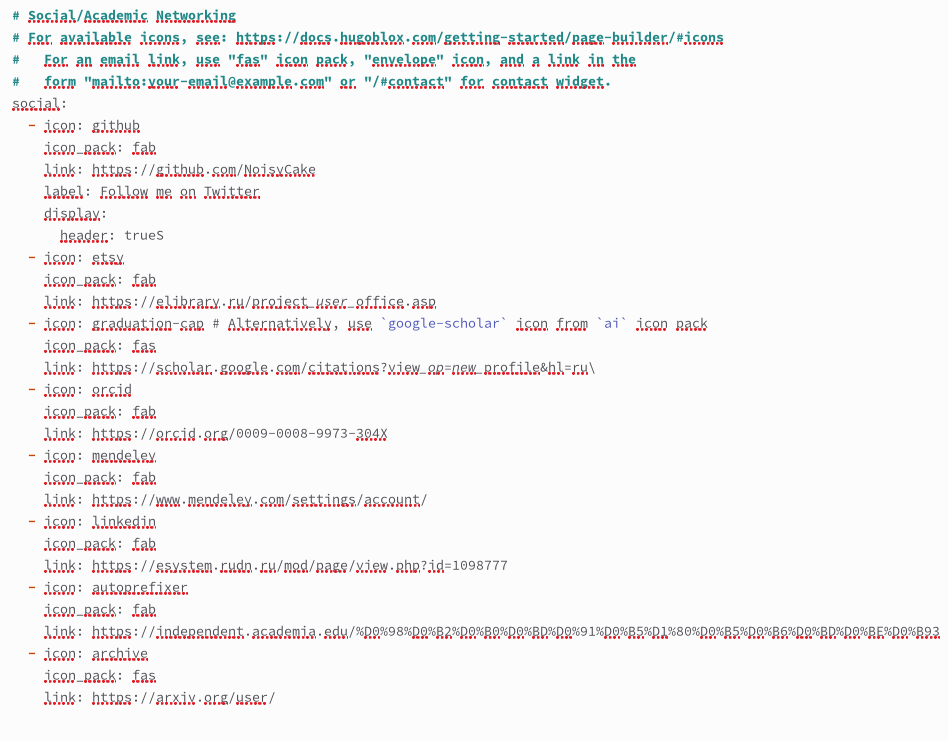 # Social/Academic Networking
# For available icons, see: https://docs.hugoblox.com/getting-started/page-builder/#icons
#   For an email link, use "fas" icon pack, "envelope" icon, and a link in the
#   form "mailto:your-email@example.com" or "/#contact" for contact widget.
social:
  - icon: github
    icon_pack: fab
    link: https://github.com/NoisyCake
    label: Follow me on Twitter
    display:
      header: trueS
  - icon: etsy
    icon_pack: fab
    link: https://elibrary.ru/project_user_office.asp
  - icon: graduation-cap # Alternatively, use `google-scholar` icon from `ai` icon pack
    icon_pack: fas
    link: https://scholar.google.com/citations?view_op=new_profile&hl=ru\
  - icon: orcid
    icon_pack: fab
    link: https://orcid.org/0009-0008-9973-304X
  - icon: mendeley
    icon_pack: fab
    link: https://www.mendeley.com/settings/account/
  - icon: linkedin
    icon_pack: fab
    link: https://esystem.rudn.ru/mod/page/view.php?id=1098777
  - icon: autoprefixer
    icon_pack: fab
    link: https://independent.academia.edu/%D0%98%D0%B2%D0%B0%D0%BD%D0%91%D0%B5%D1%80%D0%B5%D0%B6%D0%BD%D0%BE%D0%B93
  - icon: archive
    icon_pack: fas
    link: https://arxiv.org/user/